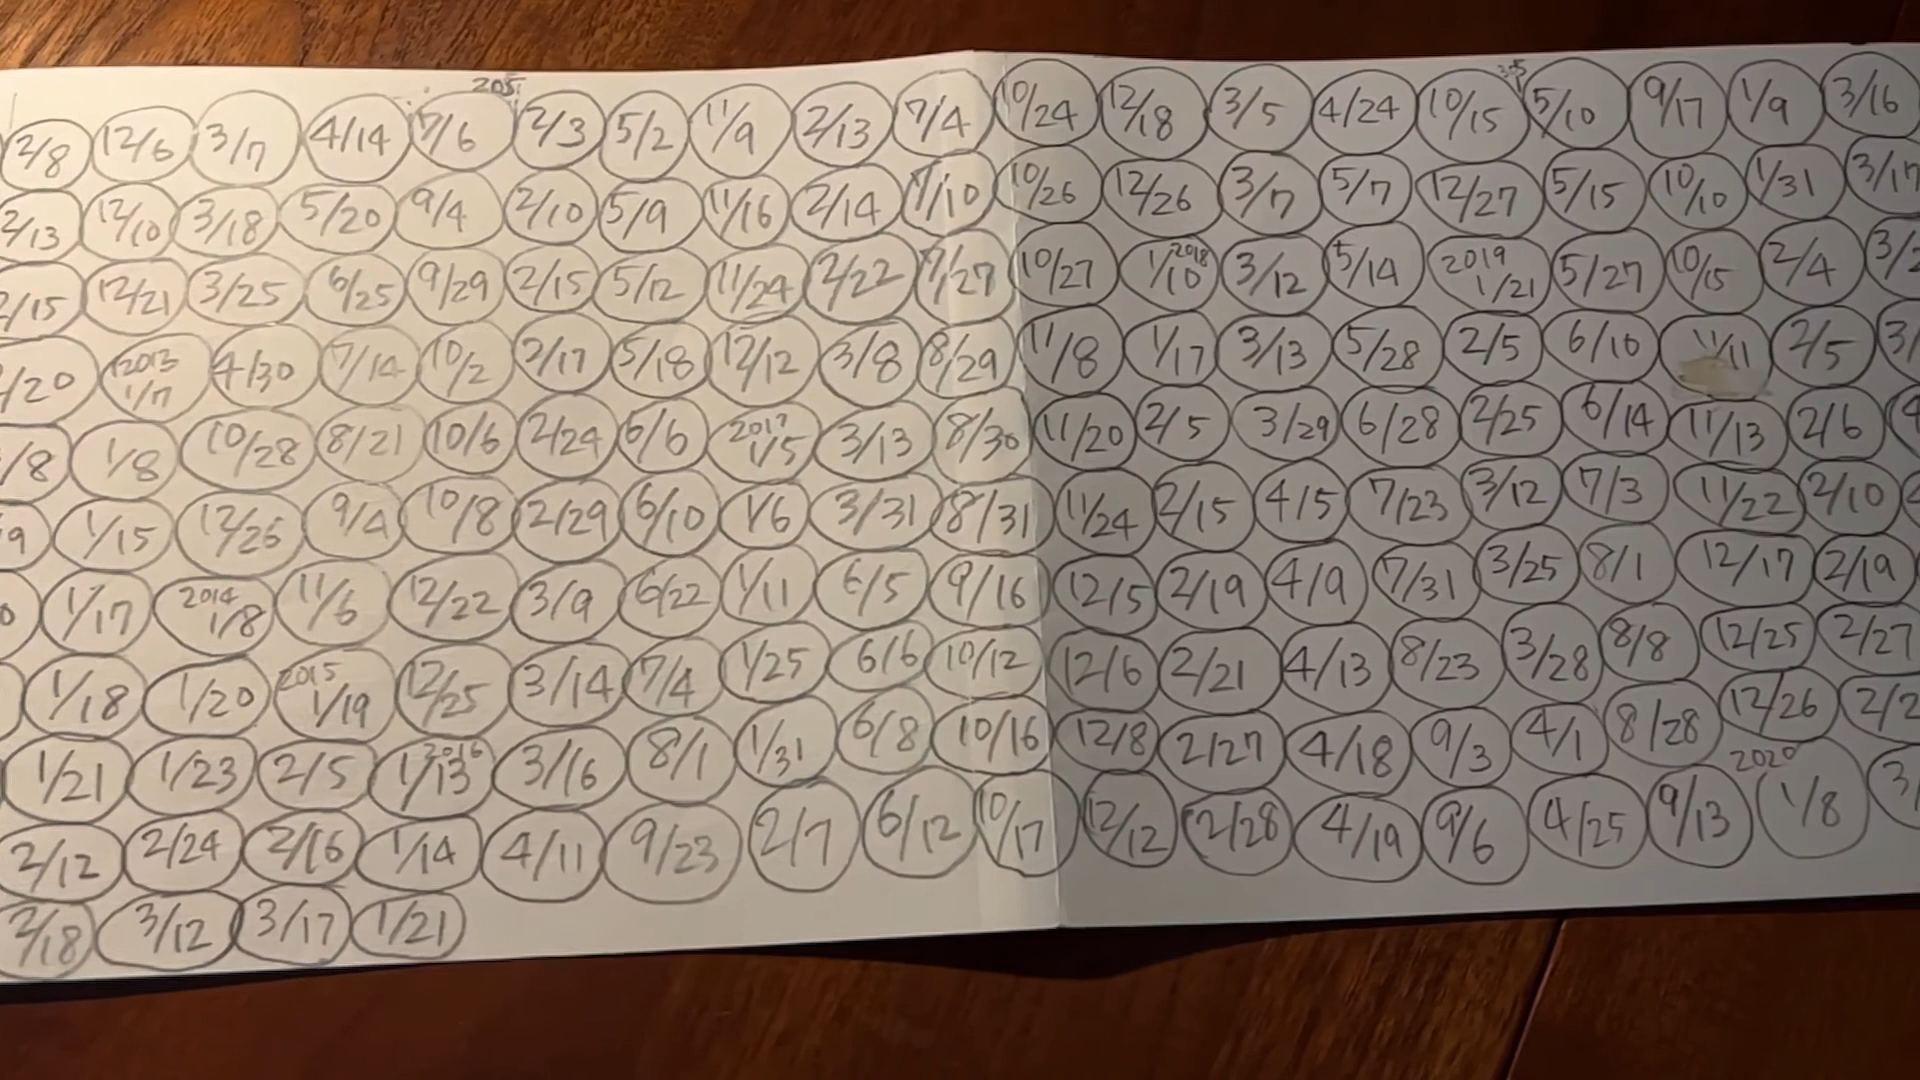 205
2/8 12/6 3/7 4/14 7/6 2/3 5/2 11/9 2/13 7/4 10/24 12/18 3/5 4/24 10/15 5/10 9/17 1/9 3/16
2/13 12/10 3/18 5/20 9/4 2/10 5/9 11/16 2/14 7/10 10/26 12/26 3/7 5/7 12/27 5/15 10/10 1/31 3/17
2/15 12/21 3/25 6/25 9/29 2/15 5/12 11/24 2/22 7/27 10/27 2018 1/10 3/12 5/14 2019 1/21 5/27 10/15 2/4
/20 2013 1/7 4/30 7/14 10/2 2/17 5/18 12/12 3/8 8/29 11/8 1/17 3/13 5/28 2/5 6/10 11/11 2/5
/8 1/8 10/28 8/21 10/6 2/24 6/6 2017 1/5 3/13 8/30 11/20 2/5 3/29 6/28 2/25 6/14 11/13 2/6
9 1/15 12/26 9/4 10/8 2/29 6/10 1/6 3/31 8/31 11/24 2/15 4/5 7/23 3/12 7/3 11/22 2/10
1/17 2014 1/8 11/6 12/22 3/9 6/22 1/11 6/5 9/16 12/5 2/19 4/9 7/31 3/25 8/1 12/17 2/19
1/18 1/20 2015 1/19 12/25 3/14 7/4 1/25 6/6 10/12 12/6 2/21 4/13 8/23 3/28 8/8 12/25 2/27
1/21 1/23 2/5 2016 1/13 3/16 8/1 1/31 6/8 10/16 12/8 2/27 4/18 9/3 4/1 8/28 12/26
2/12 2/24 2/16 1/14 4/11 9/23 2/7 6/12 10/17 12/12 2/28 4/19 9/6 4/25 9/13 2020 1/8
2/18 3/12 3/17 1/21